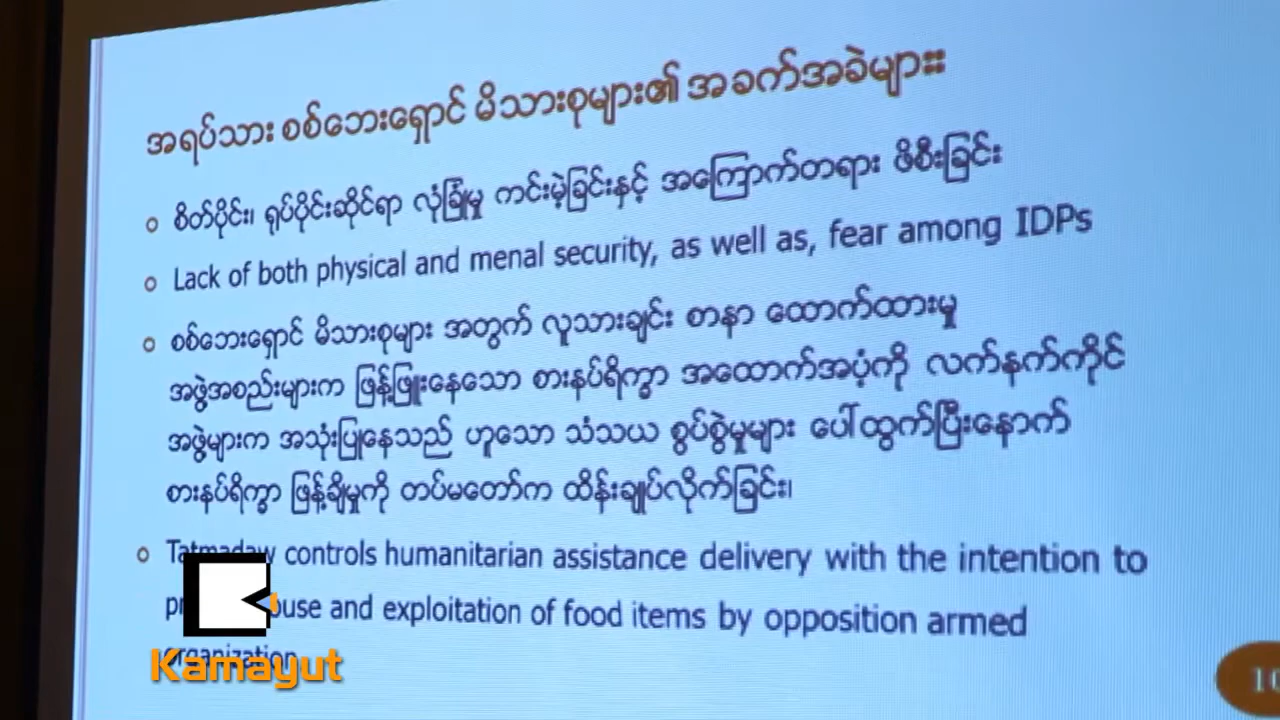 အရပ်သား စစ်ဘေးရှောင် မိသားစုများ၏ အခက်အခဲများး
စိတ်ပိုင်း၊ ရုပ်ပိုင်းဆိုင်ရာ လုံခြုံမှု ကင်းမဲ့ခြင်းနှင့် အကြောက်တရား ဖိစီးခြင်း
Lack of both physical and menal security, as well as, fear among IDPs
စစ်ဘေးရှောင် မိသားစုများ အတွက် လူသားချင်း စာနာ ထောက်ထားမှု
အဖွဲ့အစည်းများက ဖြန့်ဖြူးနေသော စားနပ်ရိက္ခာ အထောက်အပံ့ကို လက်နက်ကိုင်
အဖွဲ့များက အသုံးပြုနေသည် ဟူသော သံသယ စွပ်စွဲမှုများ ပေါ်ထွက်ပြီးနောက်
စားနပ်ရိက္ခာ ဖြန့်ချိမှုကို တပ်မတော်က ထိန်းချုပ်လိုက်ခြင်း၊
Tatmadaw controls humanitarian assistance delivery with the intention to
and exploitation of food items by opposition armed
organization
Kamayut
10